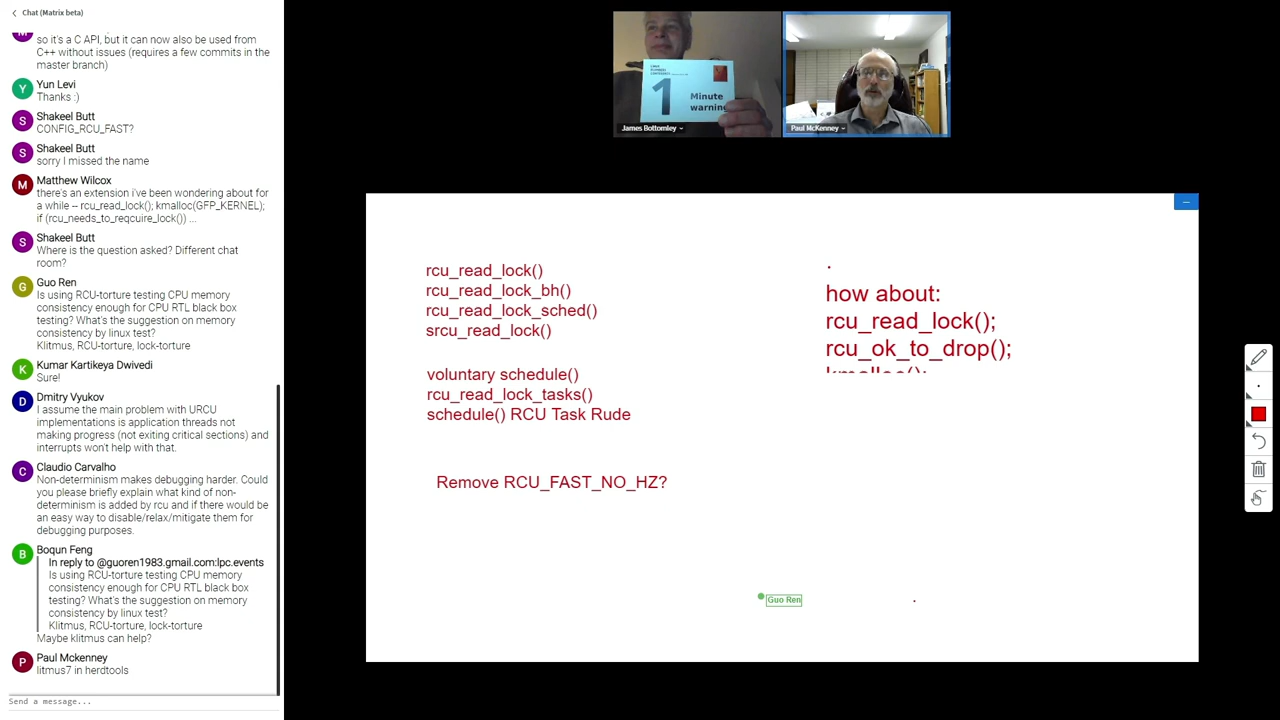 Chat (Matrix beta)
so it's a C API, but it can now also be used from
C++ without issues (requires a few commits in the
master branch)
Y
Yun Levi
Thanks :)
S
Shakeel Butt
CONFIG_RCU_FAST?
S
Shakeel Butt
sorry I missed the name
M
Matthew Wilcox
there's an extension i've been wondering about for
a while -- rcu_read_lock(); kmalloc(GFP_KERNEL);
if (rcu_needs_to_reqcuire_lock()) ...
S
Shakeel Butt
Where is the question asked? Different chat
room?
G
Guo Ren
Is using RCU-torture testing CPU memory
consistency enough for CPU RTL black box
testing? What's the suggestion on memory
consistency by linux test?
Klitmus, RCU-torture, lock-torture
K
Kumar Kartikeya Dwivedi
Sure!
D
Dmitry Vyukov
I assume the main problem with URCU
implementations is application threads not
making progress (not exiting critical sections) and
interrupts won't help with that.
C
Claudio Carvalho
Non-determinism makes debugging harder. Could
you please briefly explain what kind of non-
determinism is added by rcu and if there would be
an easy way to disable/relax/mitigate them for
debugging purposes.
B
Boqun Feng
In reply to @guoren1983.gmail.com:lpc.events
Is using RCU-torture testing CPU memory
consistency enough for CPU RTL black box
testing? What's the suggestion on memory
consistency by linux test?
Klitmus, RCU-torture, lock-torture
Maybe klitmus can help?
P
Paul Mckenney
litmus7 in herdtools
Send a message...
1
Minute
warning
James Bottomley
Paul McKenney
rcu_read_lock()
rcu_read_lock_bh()
rcu_read_lock_sched()
srcu_read_lock()
voluntary schedule()
rcu_read_lock_tasks()
schedule() RCU Task Rude
Remove RCU_FAST_NO_HZ?
.
how about:
rcu_read_lock();
rcu_ok_to_drop();
kmalloc();
Guo Ren